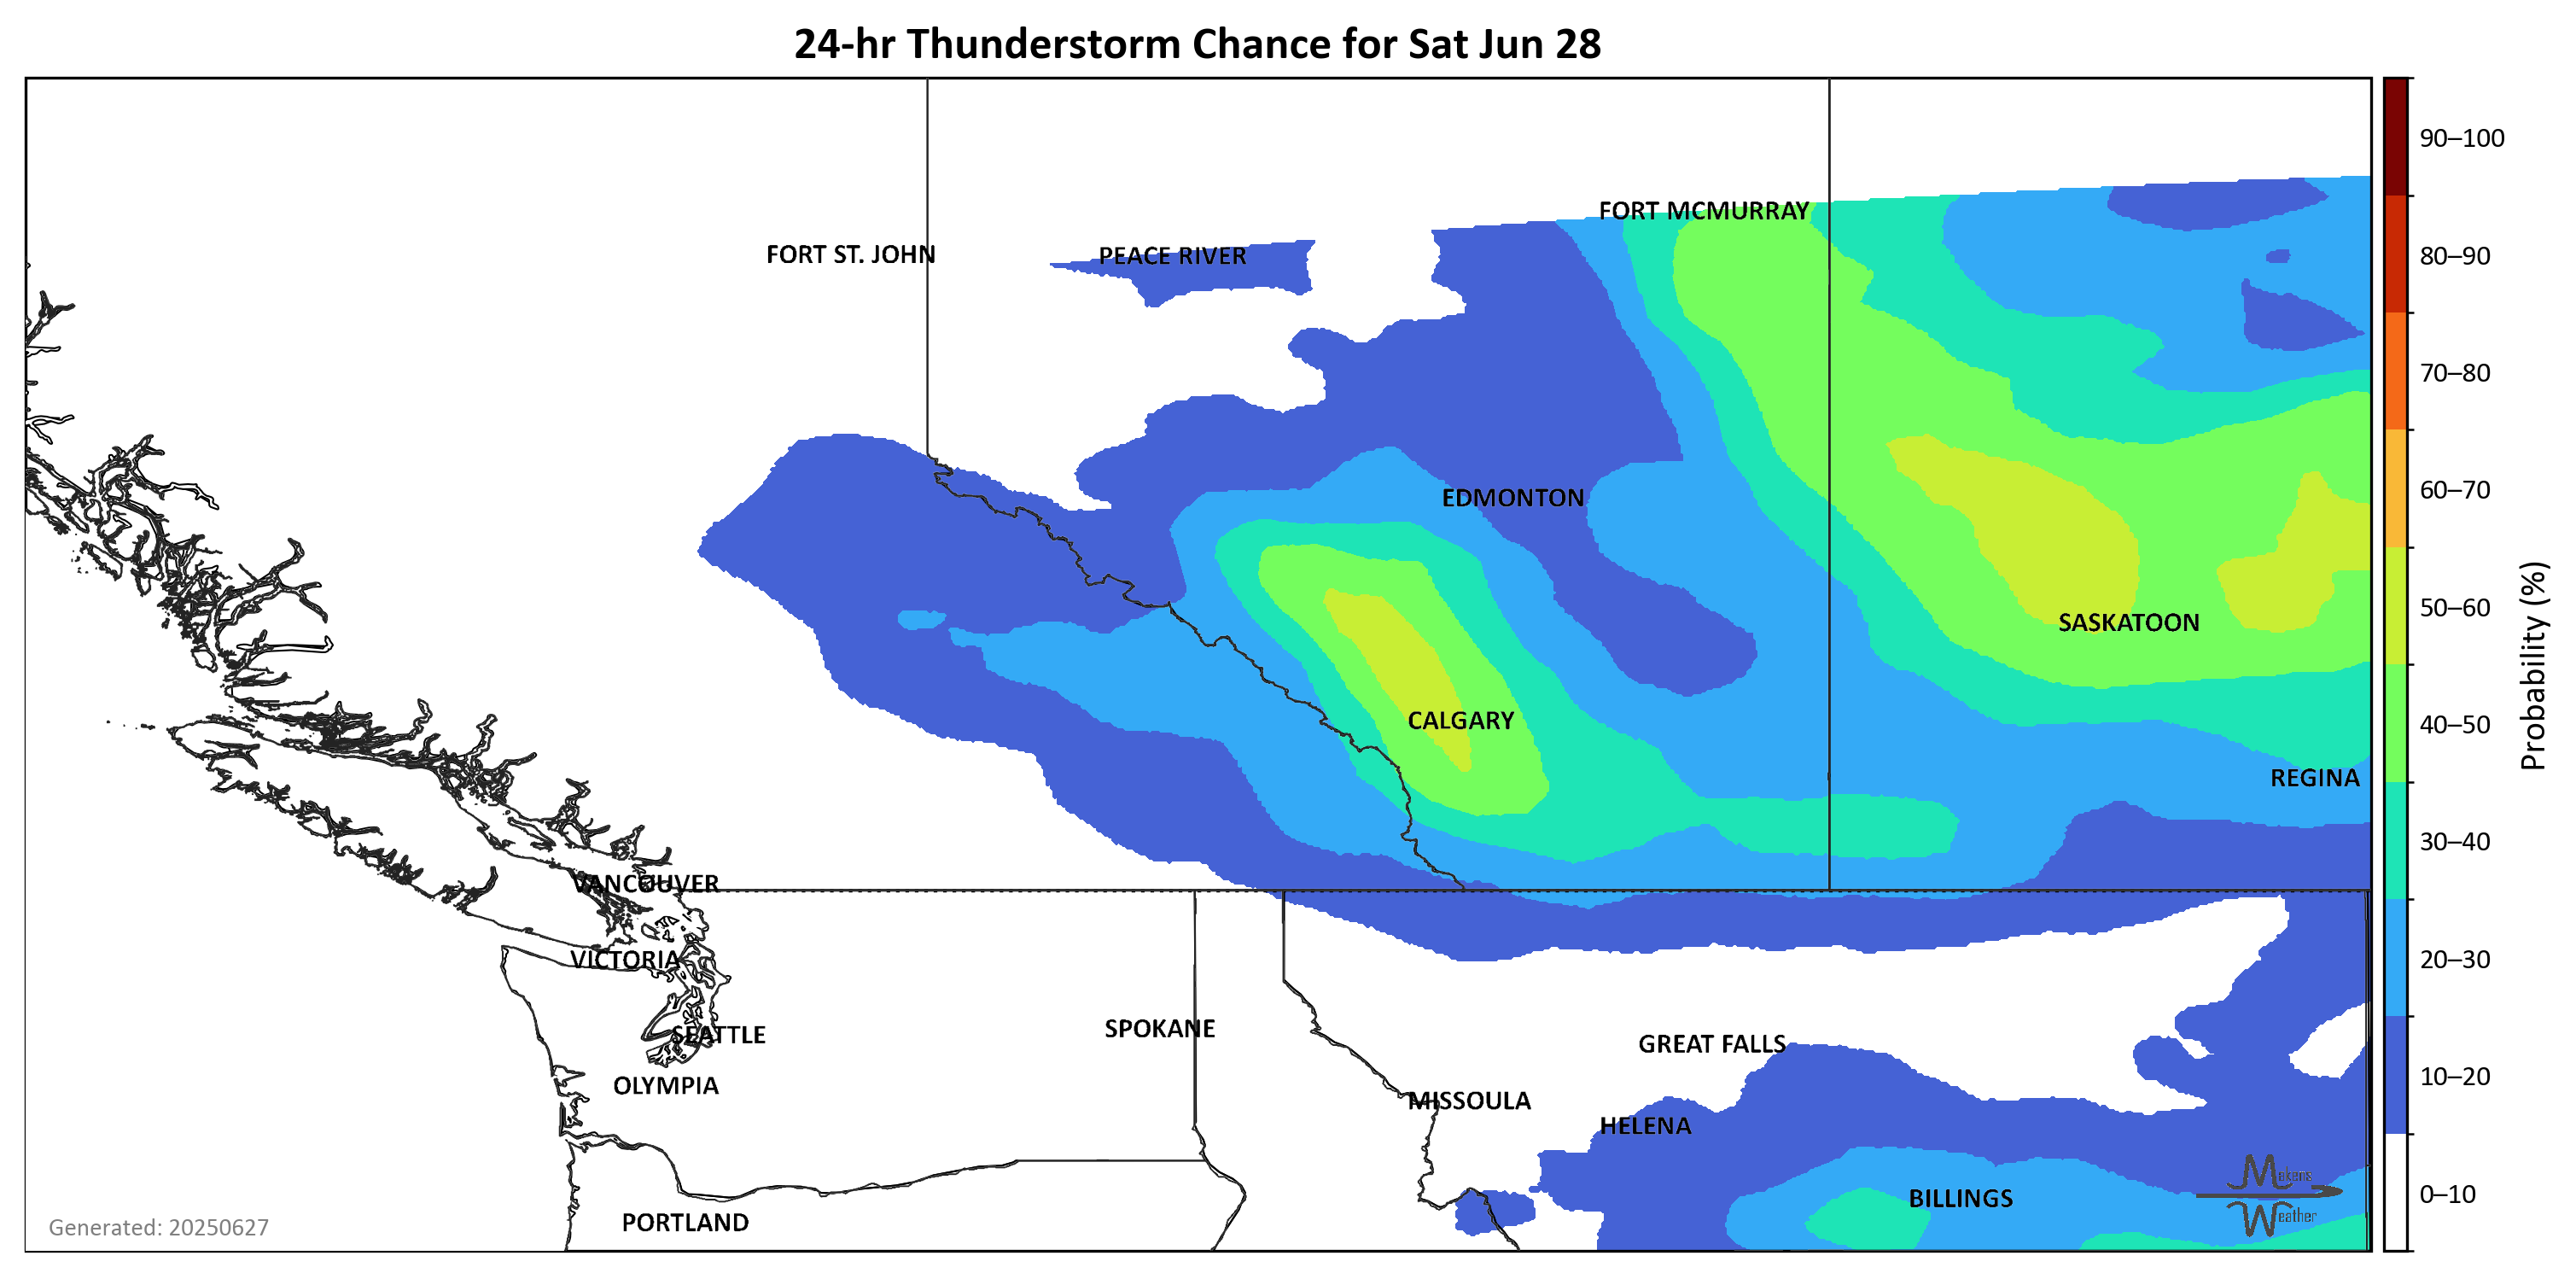 24-hr Thunderstorm Chance for Sat Jun 28
90–100
FORT MCMURRAY
80–90
FORT ST. JOHN
PEACE RIVER
70–80
60–70
EDMONTON
50–60
SASKATOON
Probability (%)
40–50
CALGARY
REGINA
30–40
VANCOUVER
20–30
VICTORIA
SPOKANE
SEATTLE
GREAT FALLS
10–20
OLYMPIA
MISSOULA
HELENA
Mekens
Weather
0–10
BILLINGS
PORTLAND
Generated: 20250627